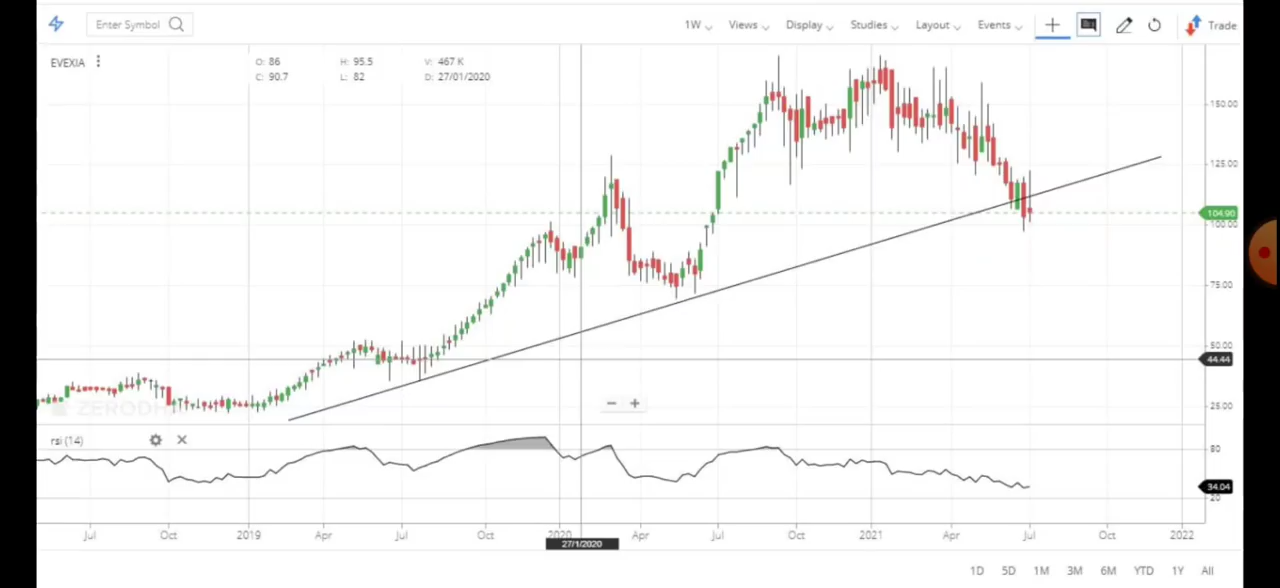 Enter Symbol 1W Views Display Studies Layout Events Trade
EVEXIA O: 86 H: 95.5 V: 467 K
C: 90.7 L: 82 D: 27/01/2020
150.00
125.00
104.90
100.00
75.00
50.00
44.44
25.00
ZERODHA
rsi (14)
80
34.04
20
Jul Oct 2019 Apr Jul Oct 2020 Apr Jul Oct 2021 Apr Jul Oct 2022
27/1/2020
1D 5D 1M 3M 6M YTD 1Y All